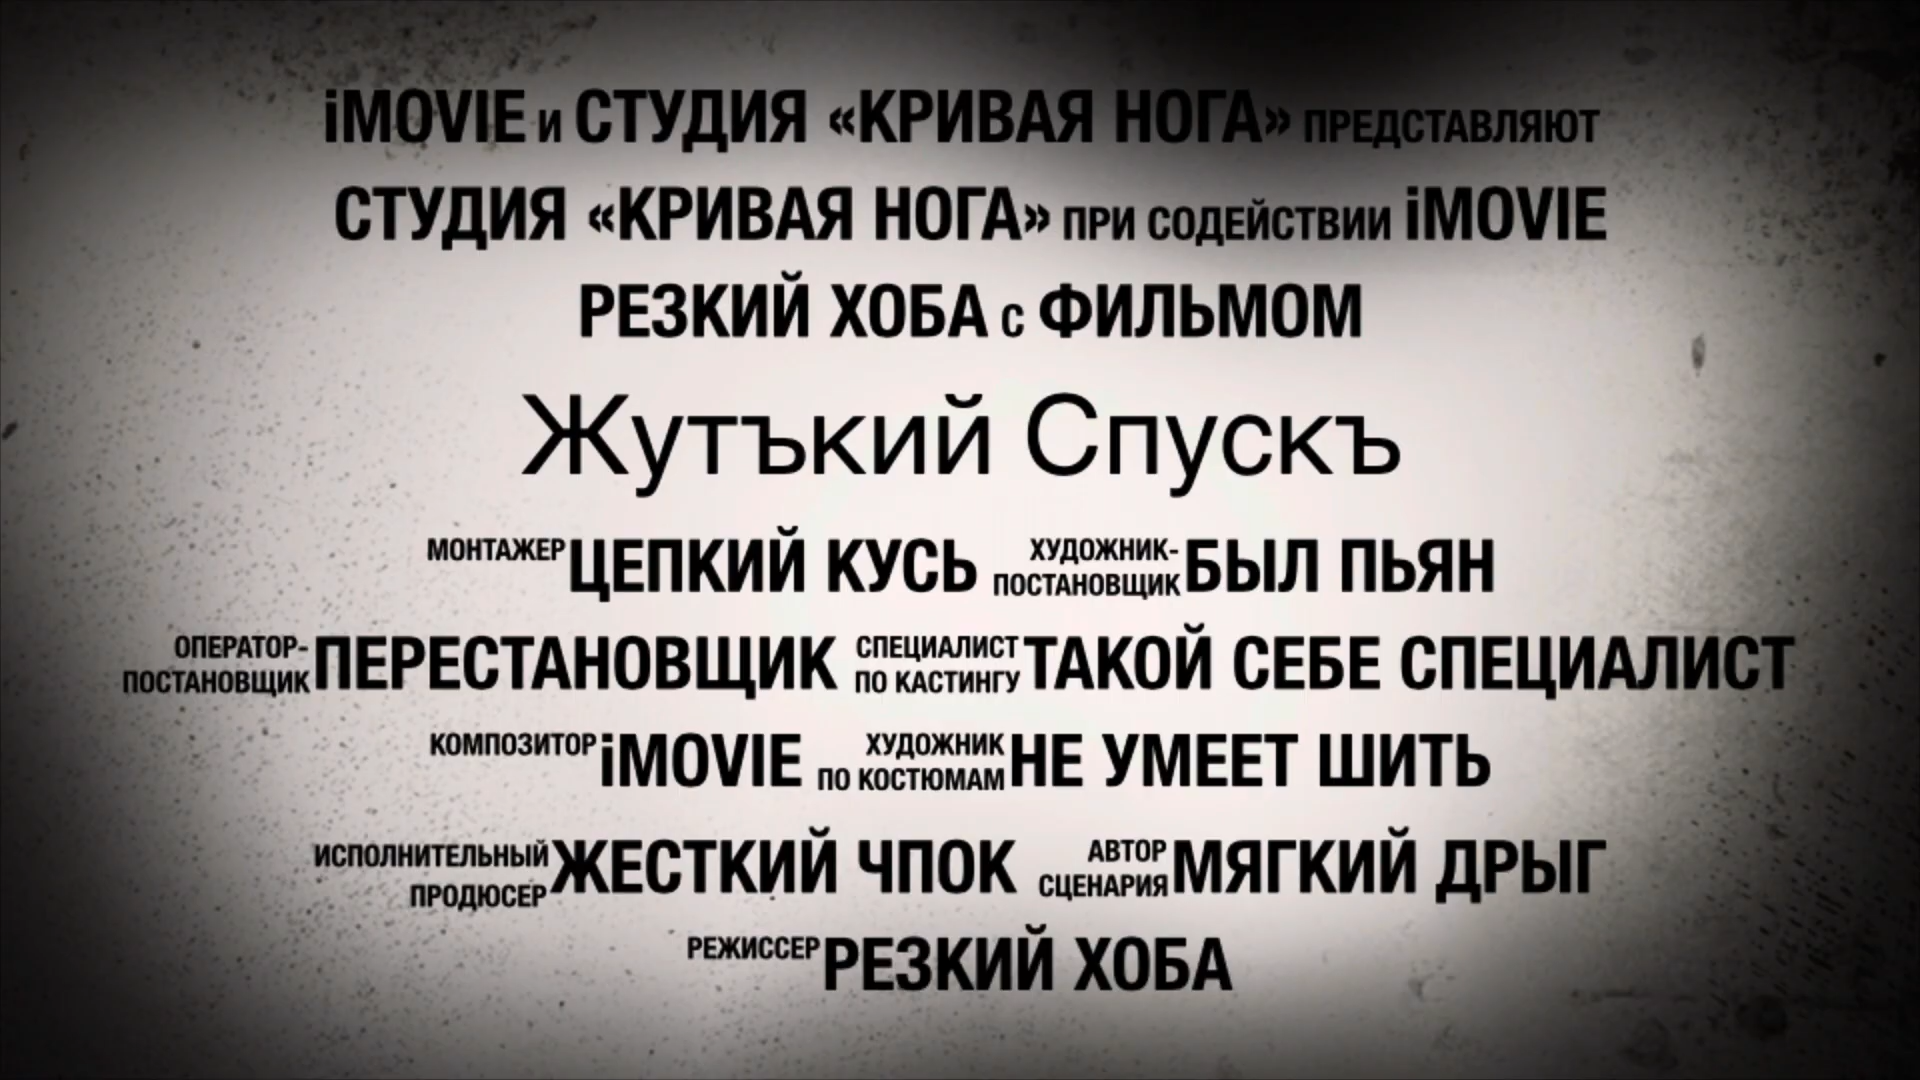 iMOVIE и СТУДИЯ «КРИВАЯ НОГА» ПРЕДСТАВЛЯЮТ
СТУДИЯ «КРИВАЯ НОГА» ПРИ СОДЕЙСТВИИ iMOVIE
РЕЗКИЙ ХОБА с ФИЛЬМОМ
Жутъкий Спускъ
МОНТАЖЕР ЦЕПКИЙ КУСЬ ХУДОЖНИК-ПОСТАНОВЩИК БЫЛ ПЬЯН
ОПЕРАТОР-ПОСТАНОВЩИК ПЕРЕСТАНОВЩИК СПЕЦИАЛИСТ ПО КАСТИНГУ ТАКОЙ СЕБЕ СПЕЦИАЛИСТ
КОМПОЗИТОР iMOVIE ХУДОЖНИК ПО КОСТЮМАМ НЕ УМЕЕТ ШИТЬ
ИСПОЛНИТЕЛЬНЫЙ ПРОДЮСЕР ЖЕСТКИЙ ЧПОК АВТОР СЦЕНАРИЯ МЯГКИЙ ДРЫГ
РЕЖИССЕР РЕЗКИЙ ХОБА